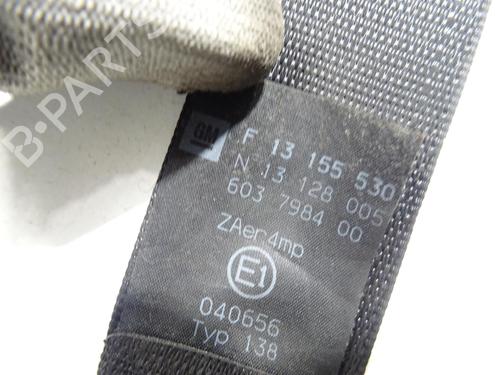 GM F 13 155 530
N 13 128 005
603 7984 00
ZAer4mp
E1
040656
Typ 138
B-PARTS